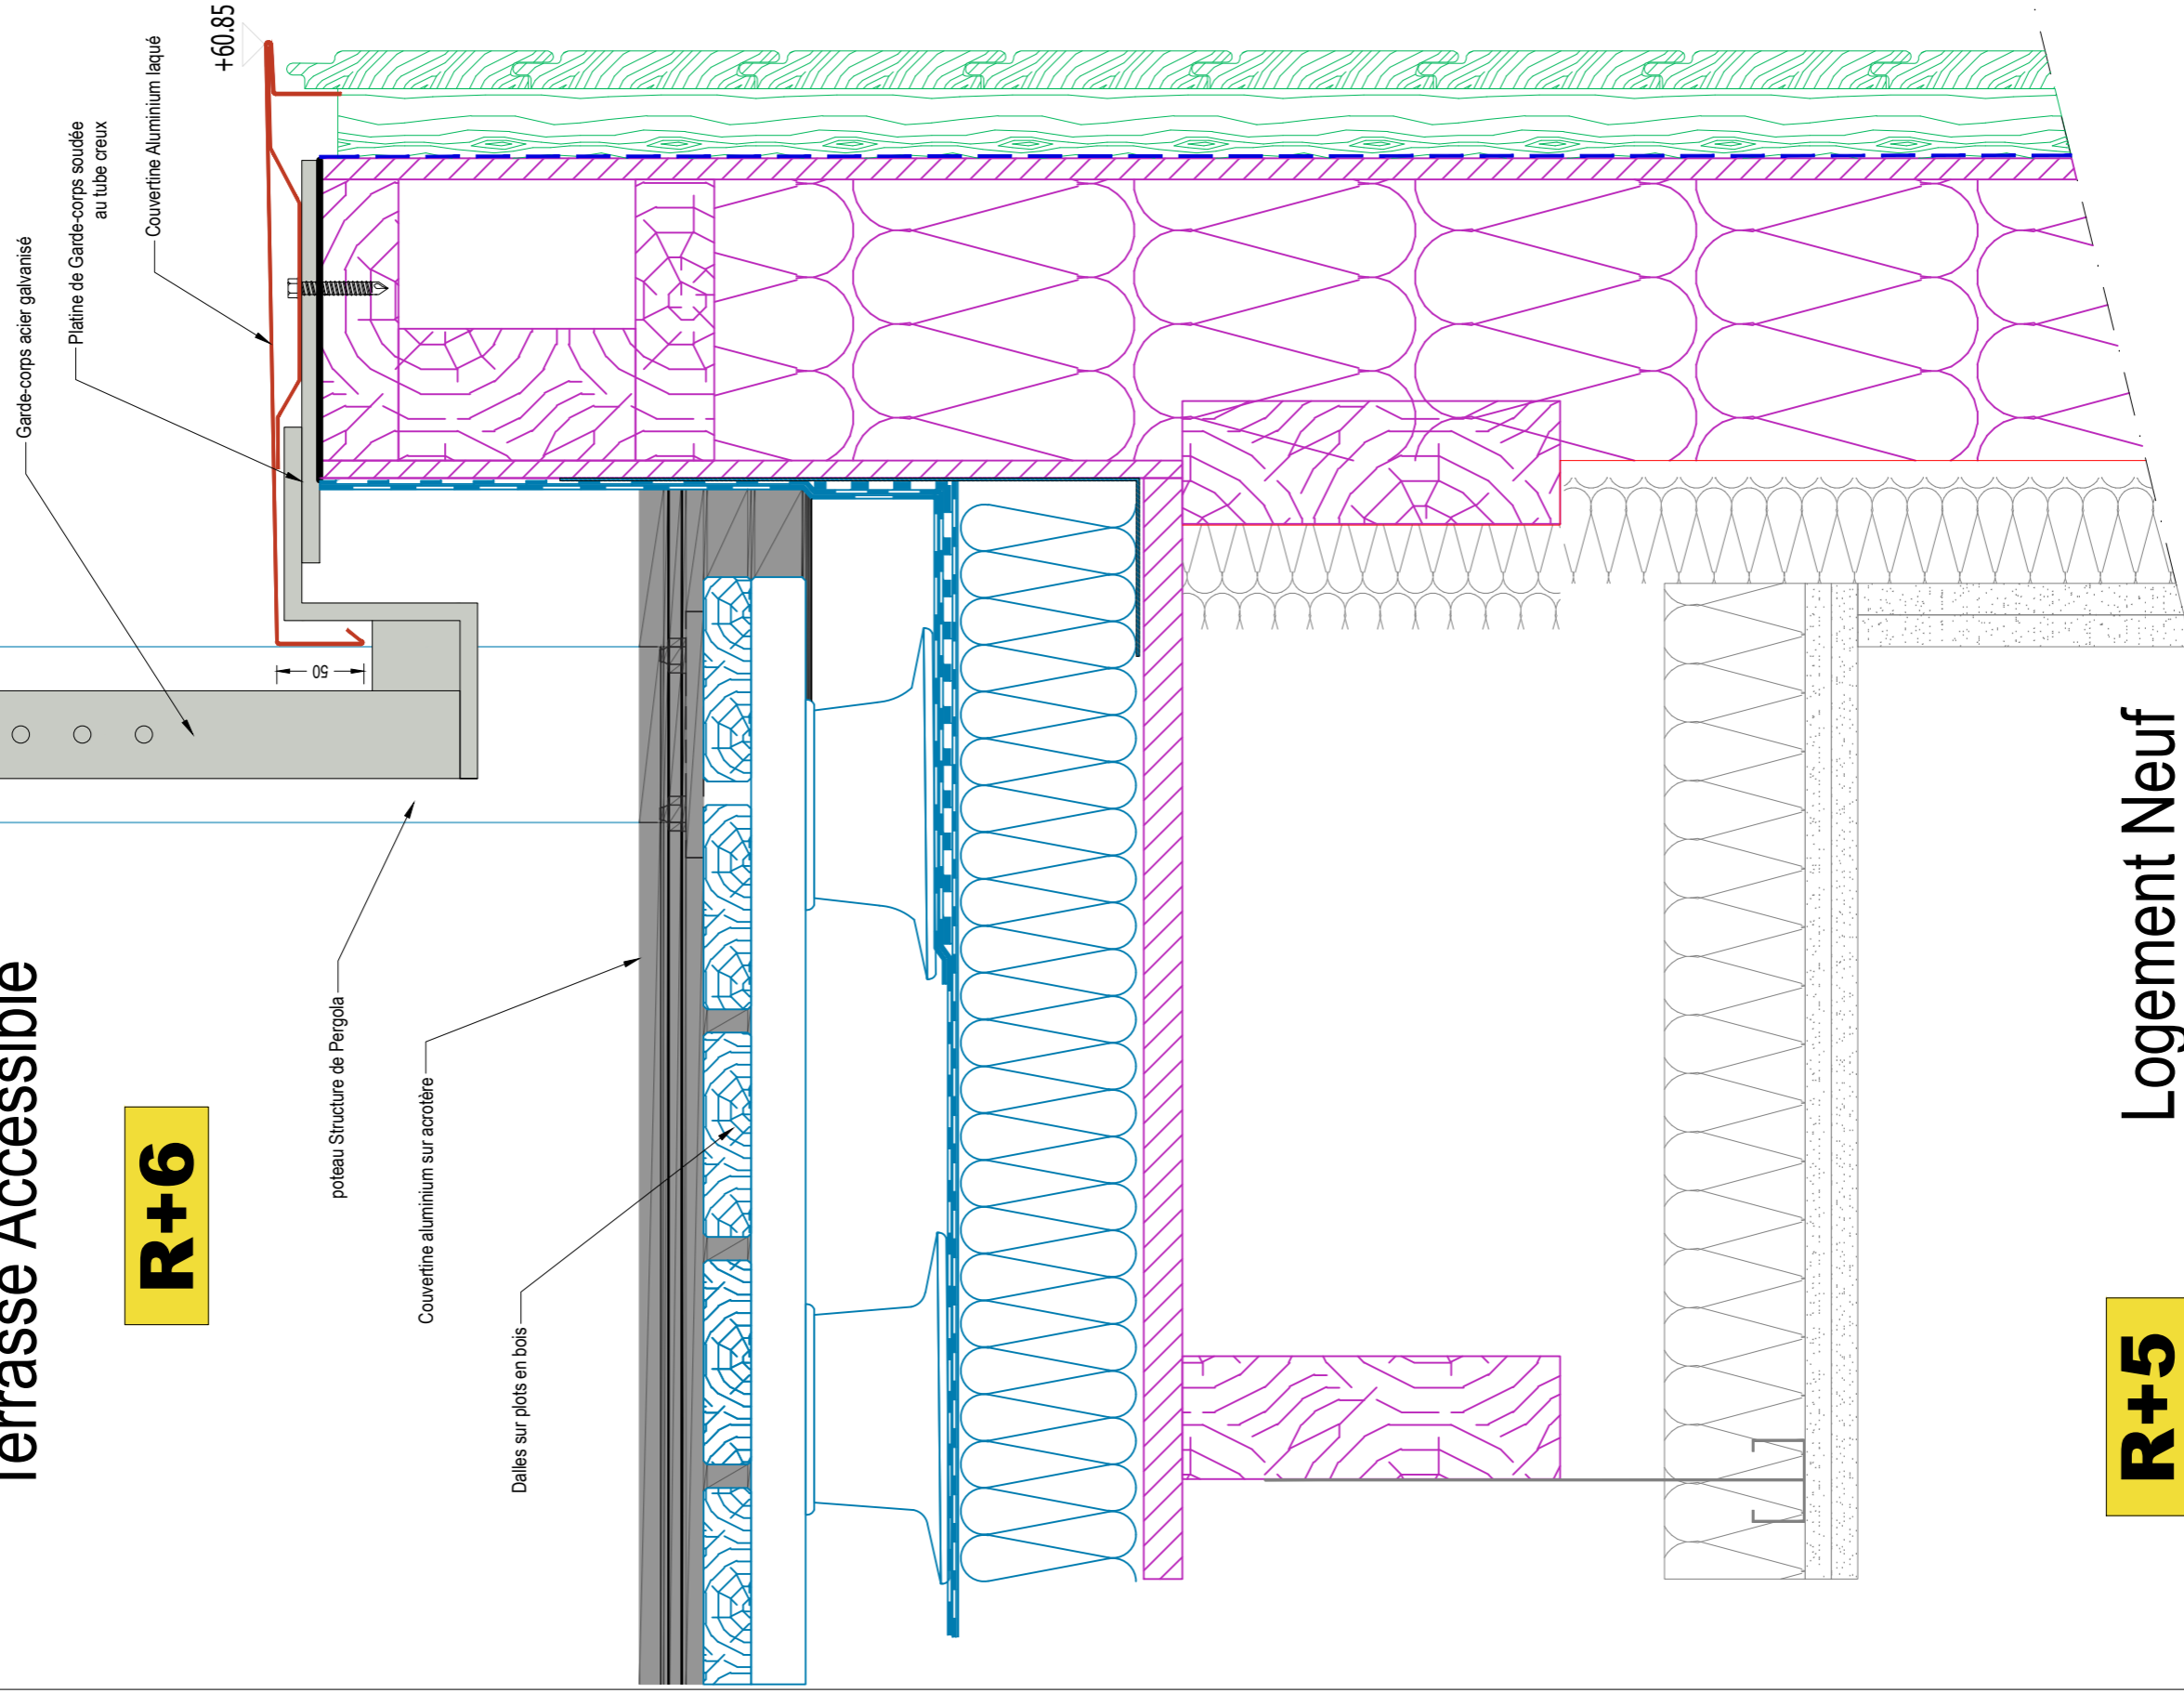 Terrasse Accessible
R+6
+60.85
Garde-corps acier galvanisé
Platine de Garde-corps soudée
au tube creux
Couvertine Aluminium laqué
50
poteau Structure de Pergola
Couvertine aluminium sur acrotère
Dalles sur plots en bois
Logement Neuf
R+5